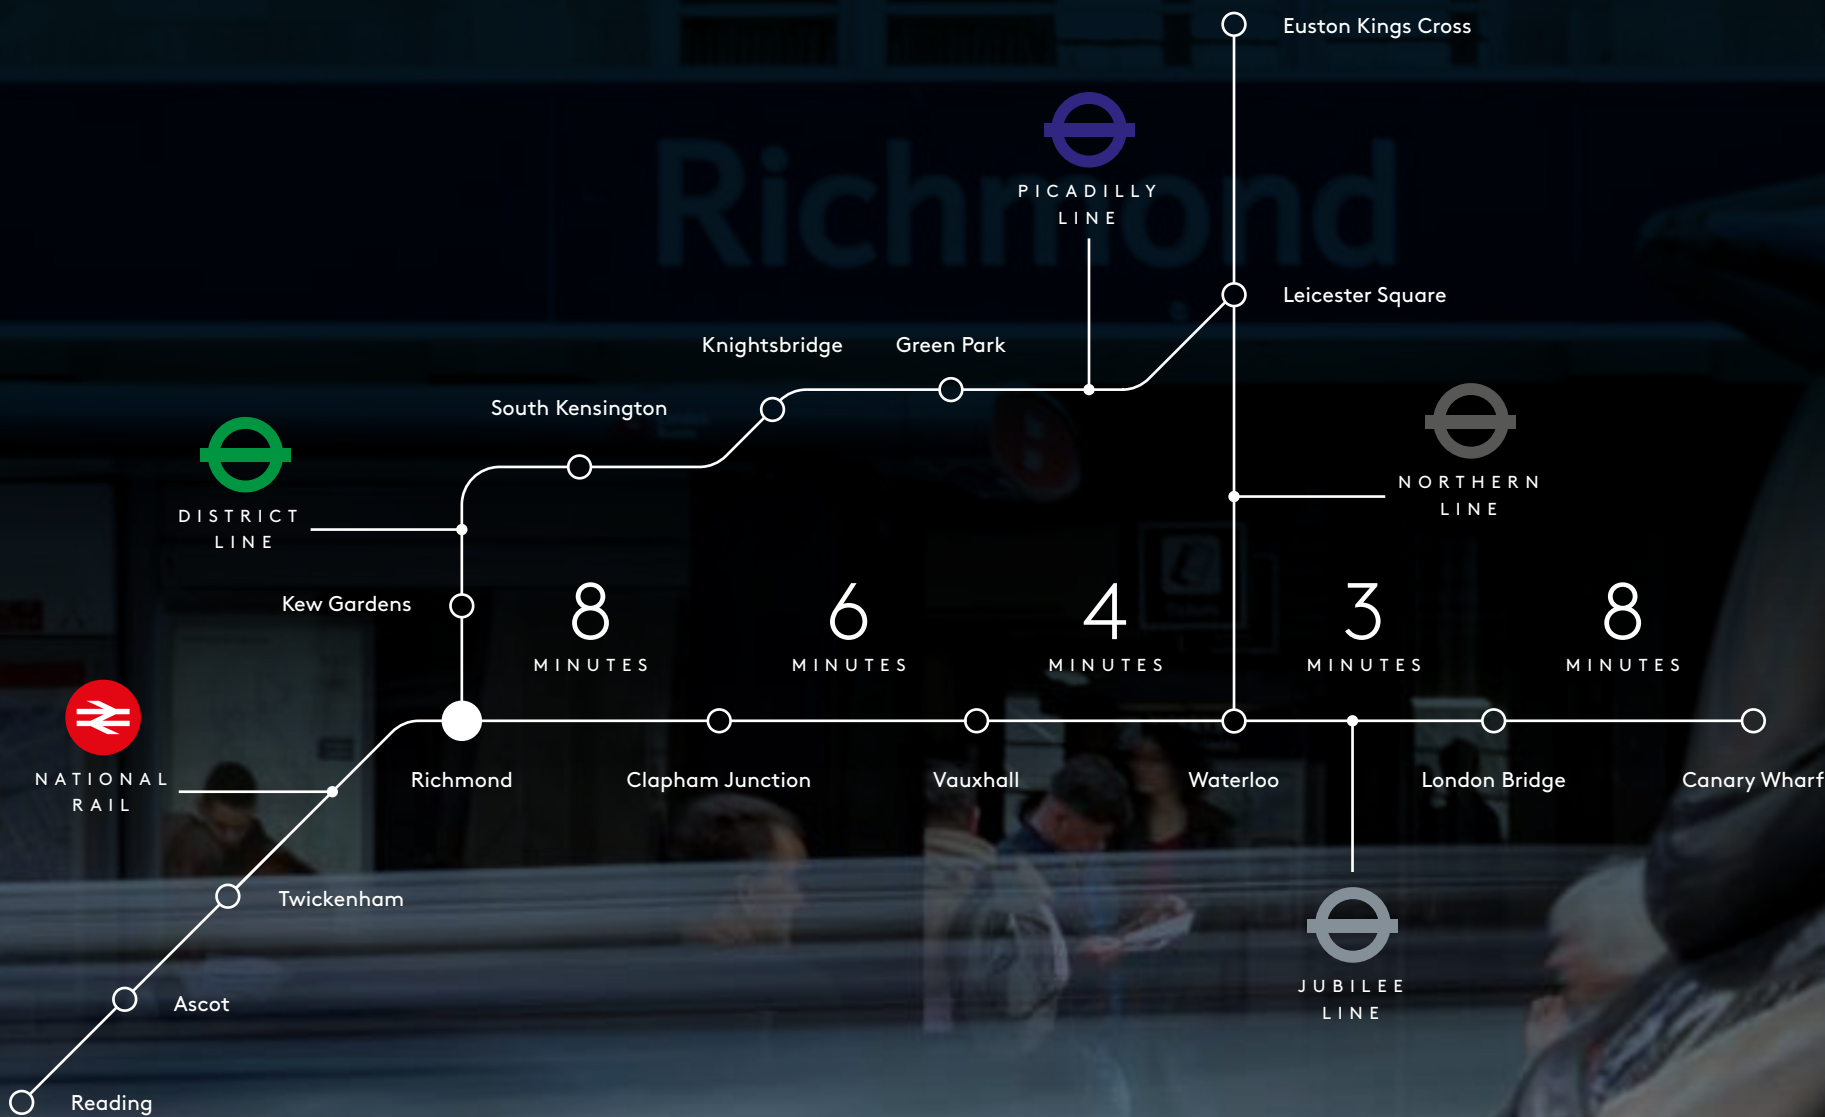 Euston Kings Cross
Richmond
PICADILLY
LINE
Leicester Square
Knightsbridge
Green Park
South Kensington
NORTHERN
LINE
DISTRICT
LINE
Kew Gardens
8
MINUTES
6
MINUTES
4
MINUTES
3
MINUTES
8
MINUTES
NATIONAL
RAIL
Richmond
Clapham Junction
Vauxhall
Waterloo
London Bridge
Canary Wharf
Twickenham
JUBILEE
LINE
Ascot
Reading